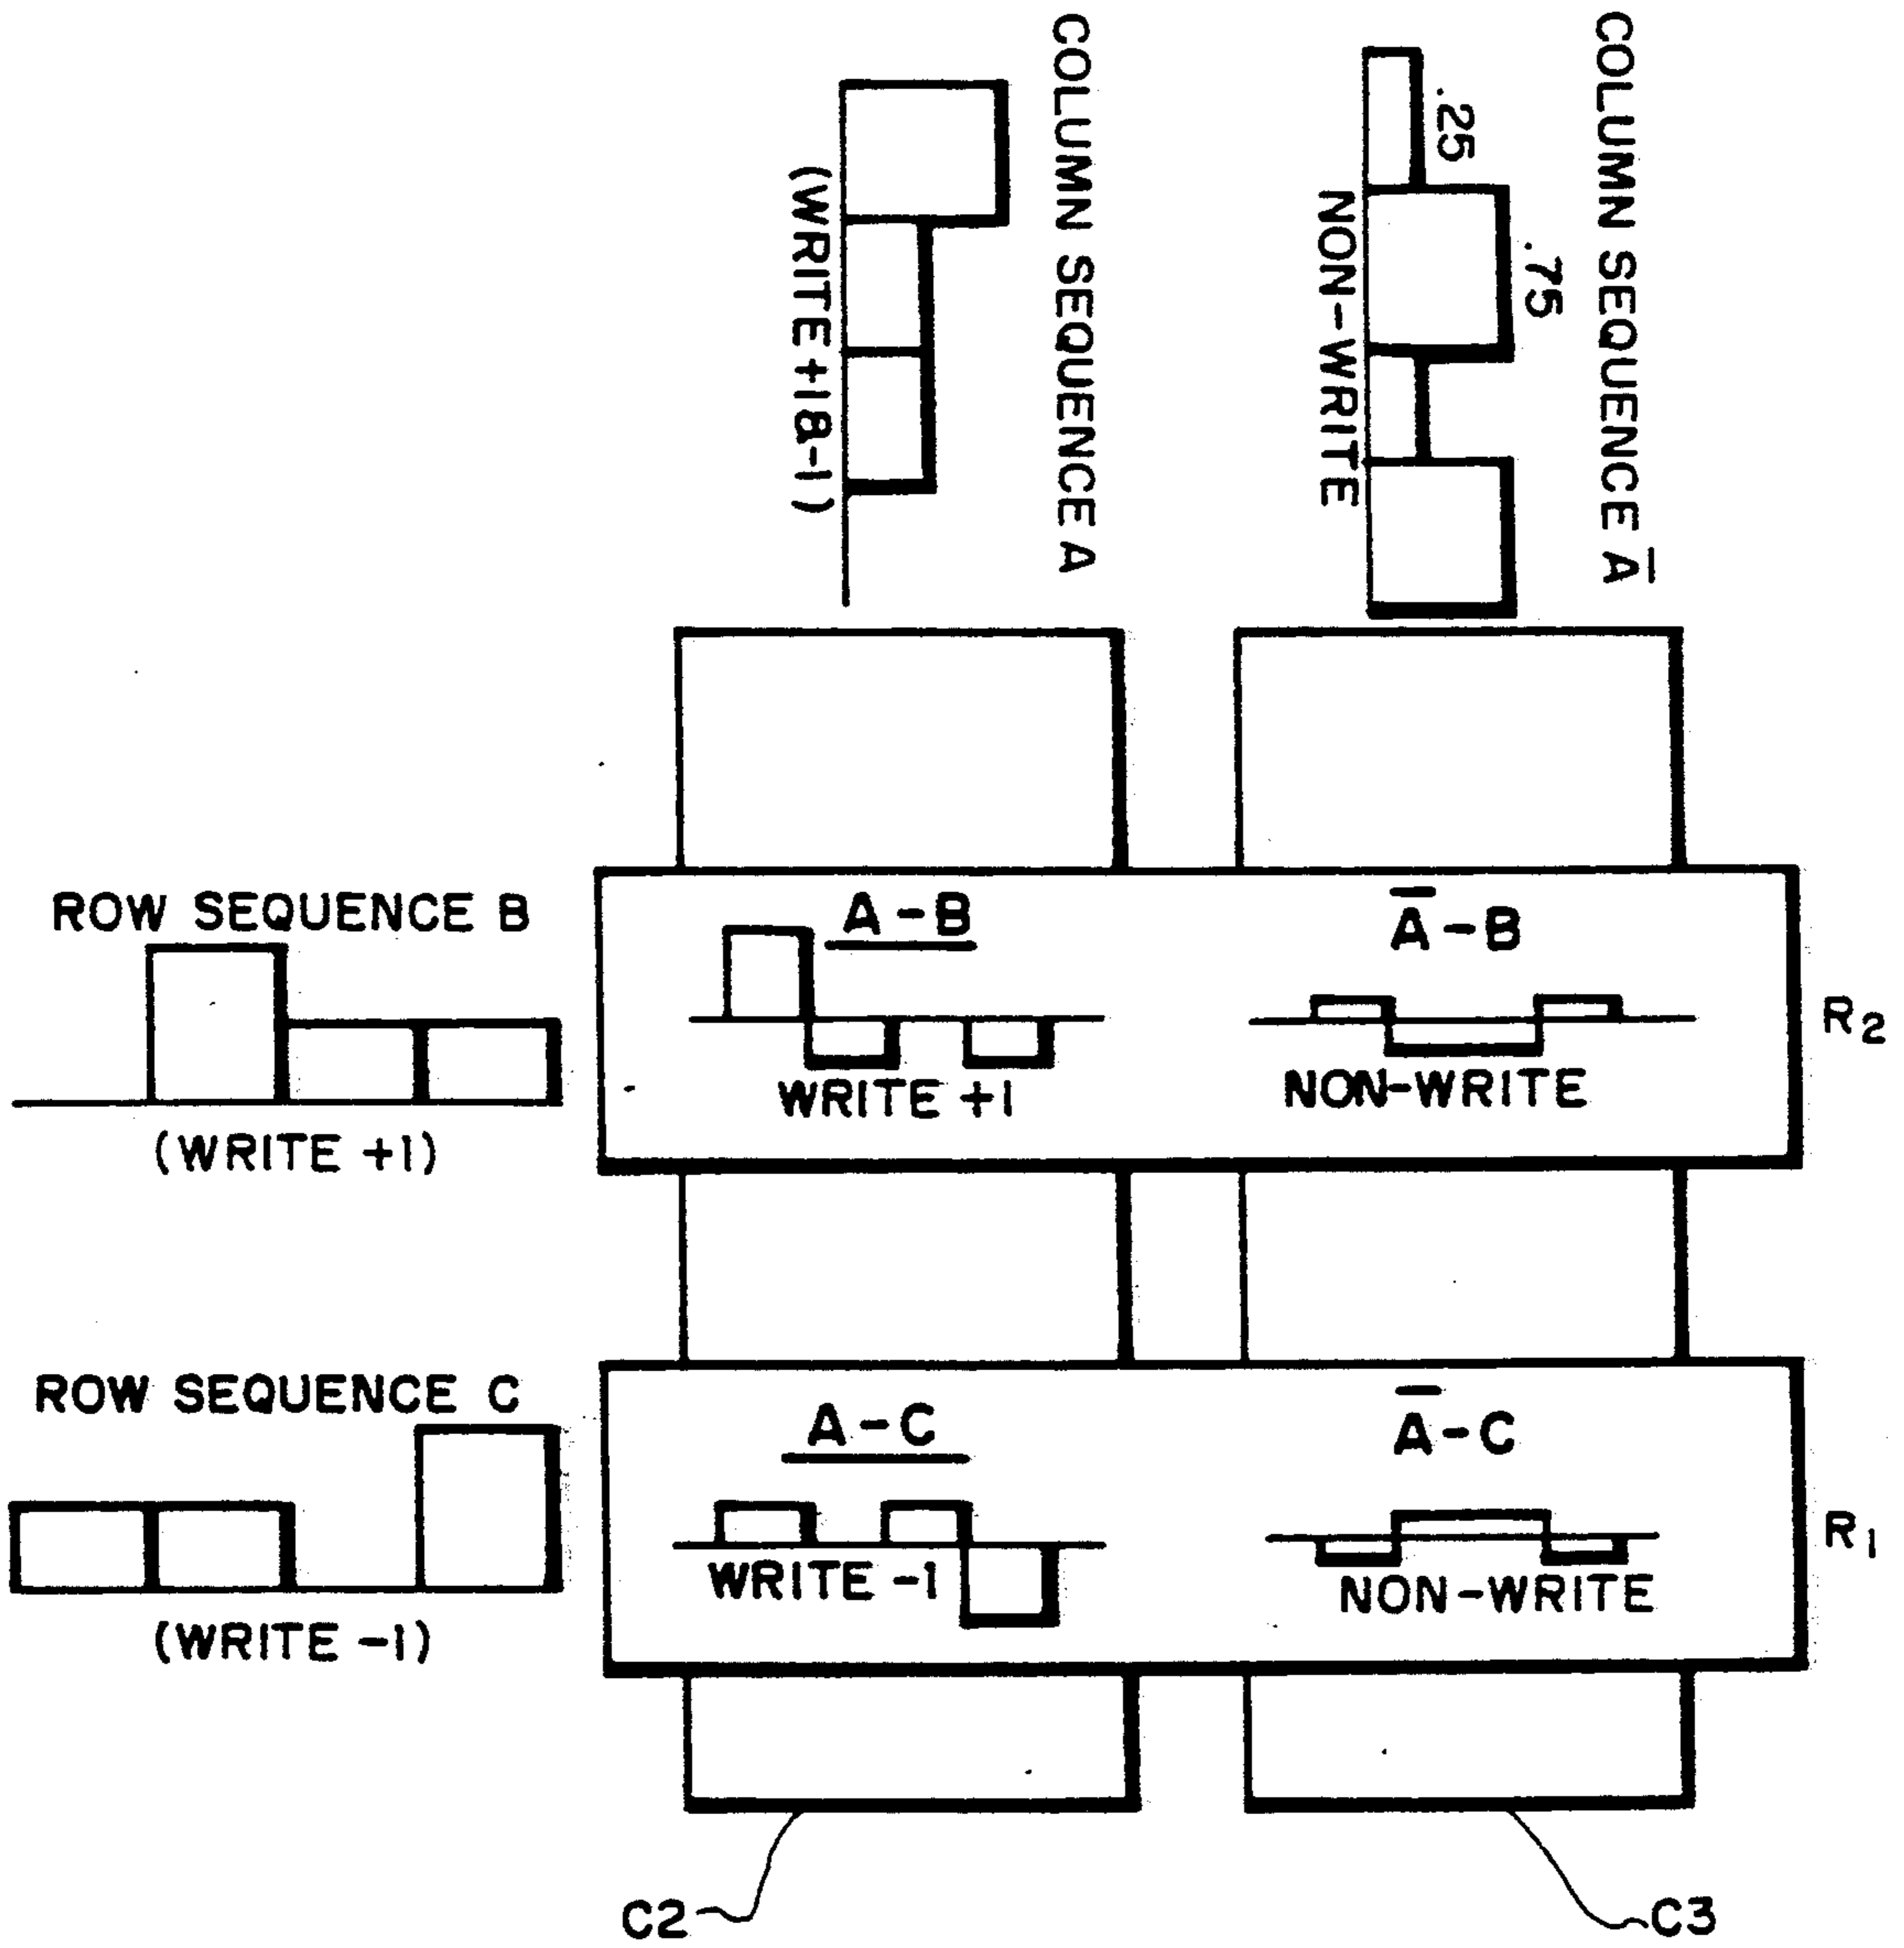 COLUMN SEQUENCE A
(WRITE+1&-1)
COLUMN SEQUENCE A̅
.25
.75
NON-WRITE
ROW SEQUENCE B
(WRITE +1)
A-B
WRITE +1
A̅-B
NON-WRITE
R2
ROW SEQUENCE C
(WRITE -1)
A-C
WRITE -1
A̅-C
NON-WRITE
R1
C2
C3